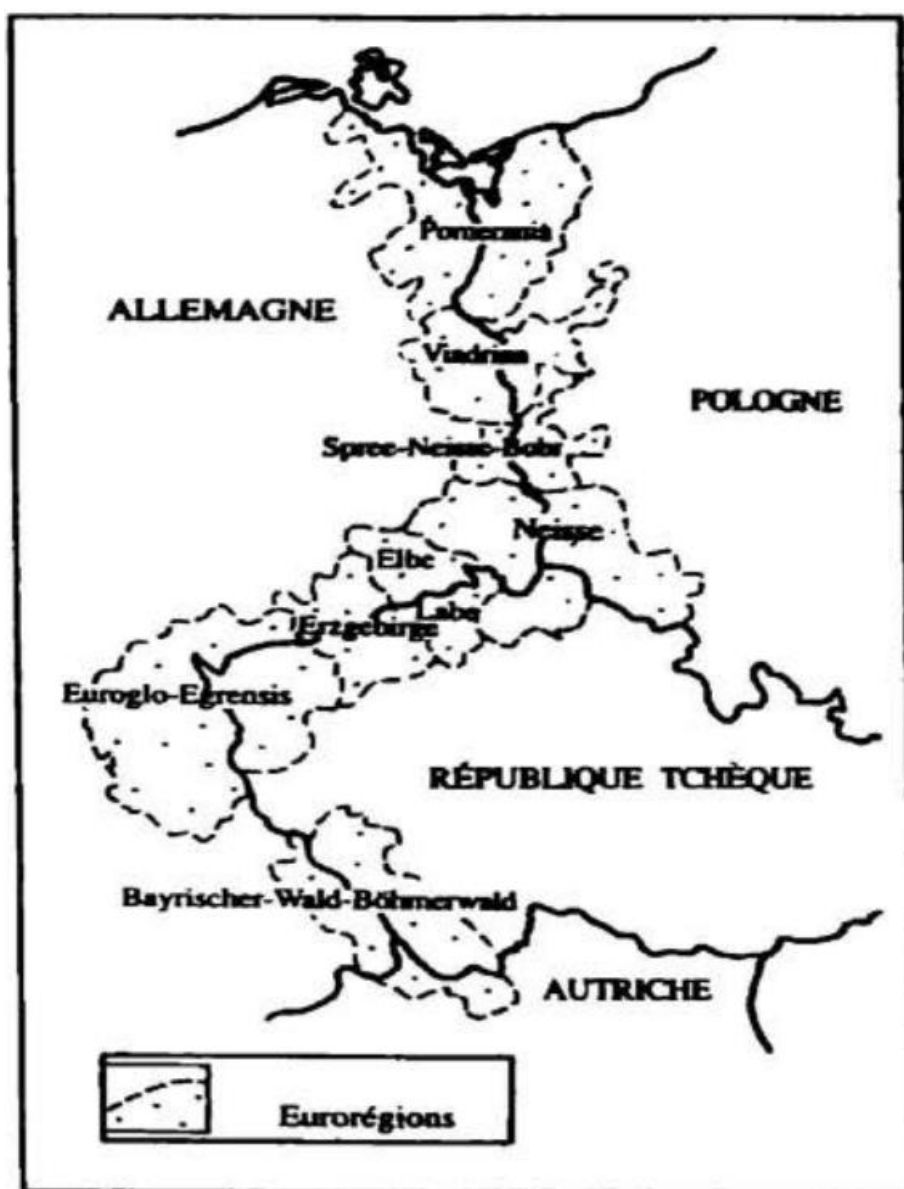 Pomerania
ALLEMAGNE
Viadrina
POLOGNE
Spree-Neisse-Bobr
Neisse
Elbe
Labe
Erzgebirge
Euroglo-Egrensis
RÉPUBLIQUE TCHÈQUE
Bayrischer-Wald-Böhmerwald
AUTRICHE
Eurorégions